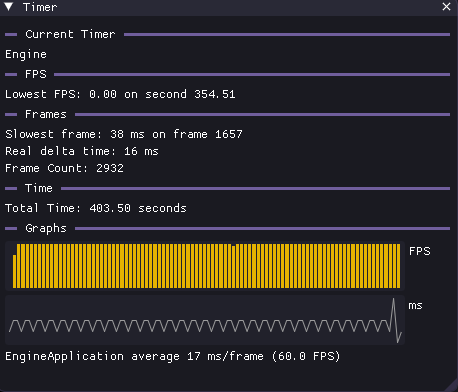 Timer
Current Timer
Engine
FPS
Lowest FPS: 0.00 on second 354.51
Frames
Slowest frame: 38 ms on frame 1657
Real delta time: 16 ms
Frame Count: 2932
Time
Total Time: 403.50 seconds
Graphs
FPS
ms
EngineApplication average 17 ms/frame (60.0 FPS)